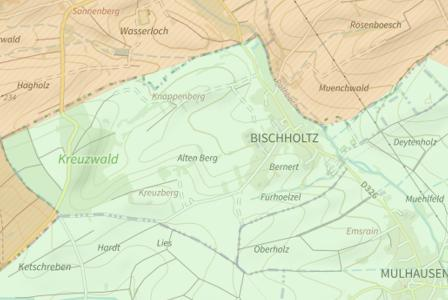 Sonnenberg
wald
Wasserloch
Rosenboesch
Hagholz
234
Muenchwald
Knappenberg
BISCHHOLTZ
Deytenholz
Kreuzwald
Alten Berg
Bernert
D326
Kreuzberg
Furhoelzel
Muehlfeld
Emsrain
Hardt
Lies
Oberholz
Ketschreben
MULHAUSEN